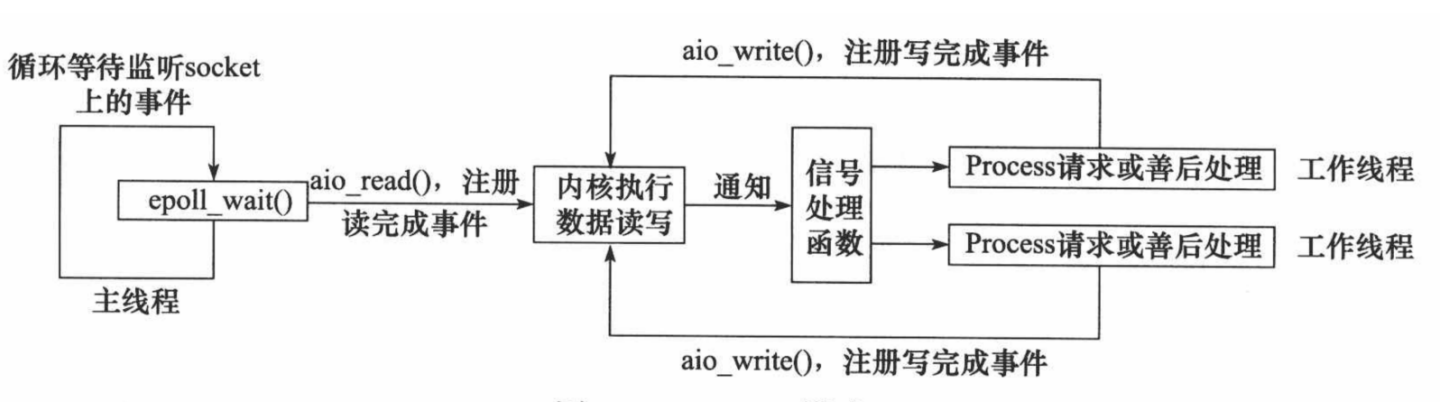 aio_write()，注册写完成事件
循环等待监听socket
上的事件
epoll_wait()
主线程
aio_read()，注册
读完成事件
内核执行
数据读写
通知
信号
处理
函数
Process请求或善后处理
工作线程
Process请求或善后处理
工作线程
aio_write()，注册写完成事件